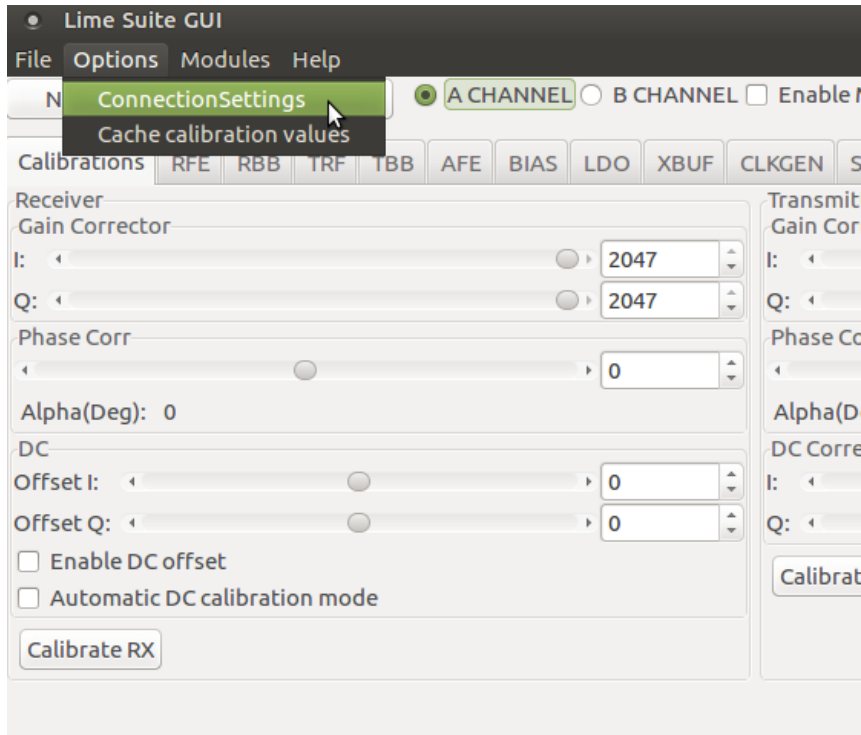 Lime Suite GUI
File Options Modules Help
N ConnectionSettings A CHANNEL B CHANNEL Enable M
Cache calibration values
Calibrations RFE RBB TRF TBB AFE BIAS LDO XBUF CLKGEN S
Receiver Transmit
Gain Corrector Gain Cor
I: 2047 I:
Q: 2047 Q:
Phase Corr Phase Co
0
Alpha(Deg): 0 Alpha(D
DC DC Corre
Offset I: 0 I:
Offset Q: 0 Q:
Enable DC offset
Automatic DC calibration mode Calibrat
Calibrate RX